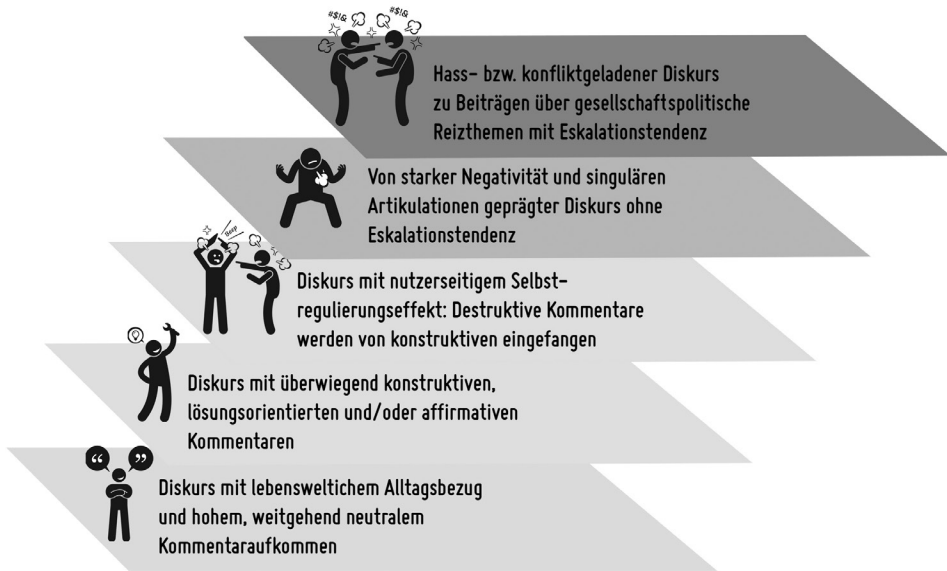 #$!& #$!&
Hass- bzw. konfliktgeladener Diskurs
zu Beiträgen über gesellschaftspolitische
Reizthemen mit Eskalationstendenz
Von starker Negativität und singulären
Artikulationen geprägter Diskurs ohne
Eskalationstendenz
Beep
Diskurs mit nutzerseitigem Selbst-
regulierungseffekt: Destruktive Kommentare
werden von konstruktiven eingefangen
Diskurs mit überwiegend konstruktiven,
lösungsorientierten und/oder affirmativen
Kommentaren
“ ”
Diskurs mit lebensweltichem Alltagsbezug
und hohem, weitgehend neutralem
Kommentaraufkommen